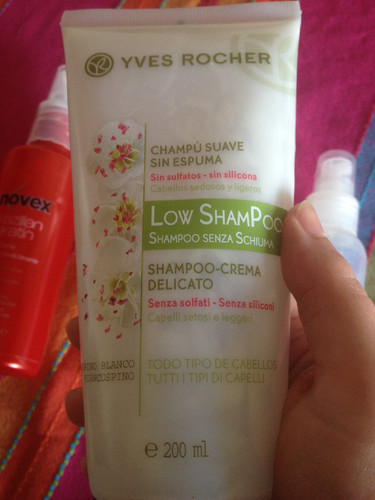 YVES ROCHER
CHAMPÚ SUAVE
SIN ESPUMA
Sin sulfatos - sin silicona
Cabellos sedosos y ligeros
LOW SHAMPOO
SHAMPOO SENZA SCHIUMA
SHAMPOO-CREMA
DELICATO
Senza solfati - Senza siliconi
Capelli setosi e leggeri
BLANCO
TODO TIPO DE CABELLOS
TUTTI I TIPI DI CAPELLI
e 200 ml
novex